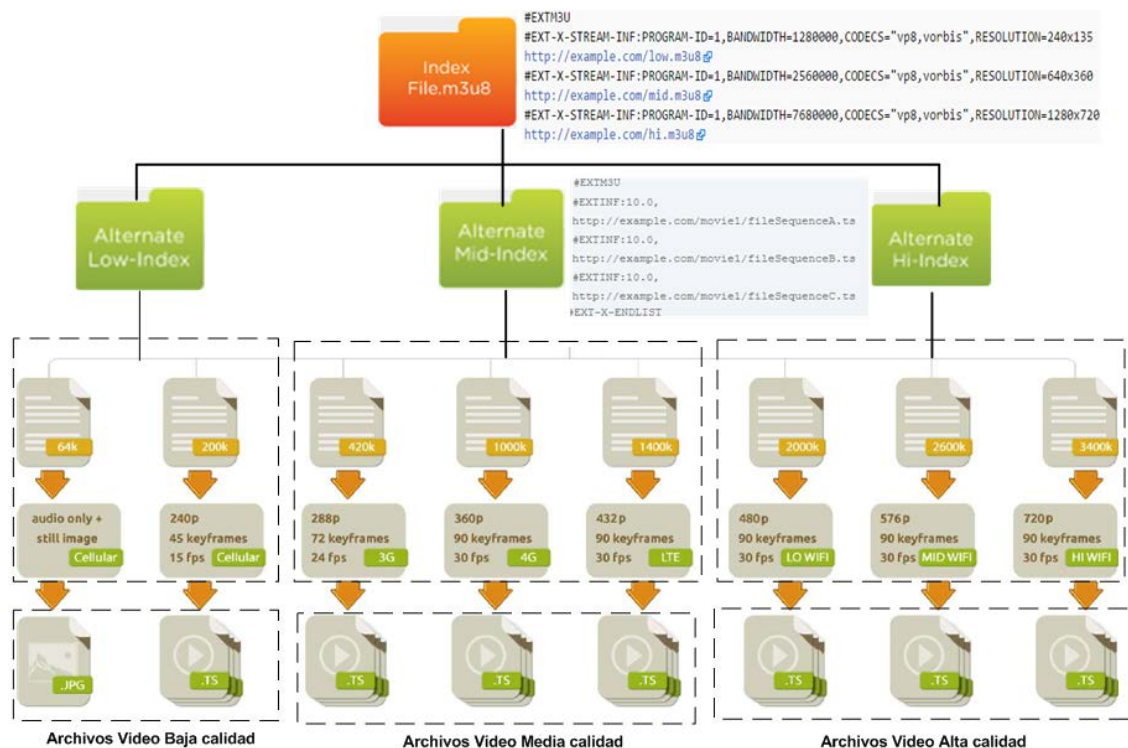 #EXTM3U
#EXT-X-STREAM-INF:PROGRAM-ID=1,BANDWIDTH=1280000,CODECS="vp8,vorbis",RESOLUTION=240x135
http://example.com/low.m3u8
#EXT-X-STREAM-INF:PROGRAM-ID=1,BANDWIDTH=2560000,CODECS="vp8,vorbis",RESOLUTION=640x360
http://example.com/mid.m3u8
#EXT-X-STREAM-INF:PROGRAM-ID=1,BANDWIDTH=7680000,CODECS="vp8,vorbis",RESOLUTION=1280x720
http://example.com/hi.m3u8
Index
File.m3u8
Alternate
Low-Index
Alternate
Mid-Index
#EXTM3U
#EXTINF:10.0,
http://example.com/movie1/fileSequenceA.ts
#EXTINF:10.0,
http://example.com/movie1/fileSequenceB.ts
#EXTINF:10.0,
http://example.com/movie1/fileSequenceC.ts
#EXT-X-ENDLIST
Alternate
Hi-Index
64k
200k
420k
1000k
1400k
2000k
2600k
3400k
audio only +
still image
Cellular
240p
45 keyframes
15 fps Cellular
288p
72 keyframes
24 fps 3G
360p
90 keyframes
30 fps 4G
432p
90 keyframes
30 fps LTE
480p
90 keyframes
30 fps LO WIFI
576p
90 keyframes
30 fps MID WIFI
720p
90 keyframes
30 fps HI WIFI
.JPG
.TS
.TS
.TS
.TS
.TS
.TS
.TS
Archivos Video Baja calidad
Archivos Video Media calidad
Archivos Video Alta calidad